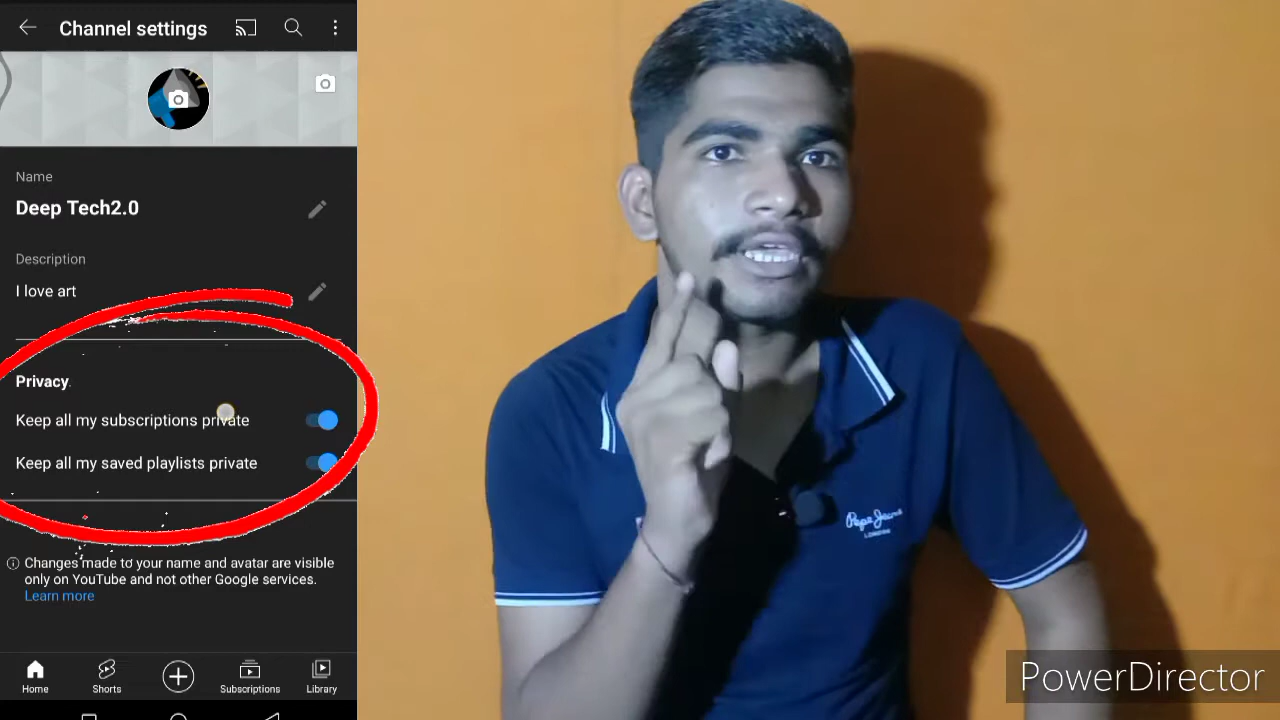 Channel settings
Name
Deep Tech2.0
Description
I love art
Privacy
Keep all my subscriptions private
Keep all my saved playlists private
Changes made to your name and avatar are visible
only on YouTube and not other Google services.
Learn more
Home
Shorts
Subscriptions
Library
Pepe Jeans
LONDON
PowerDirector